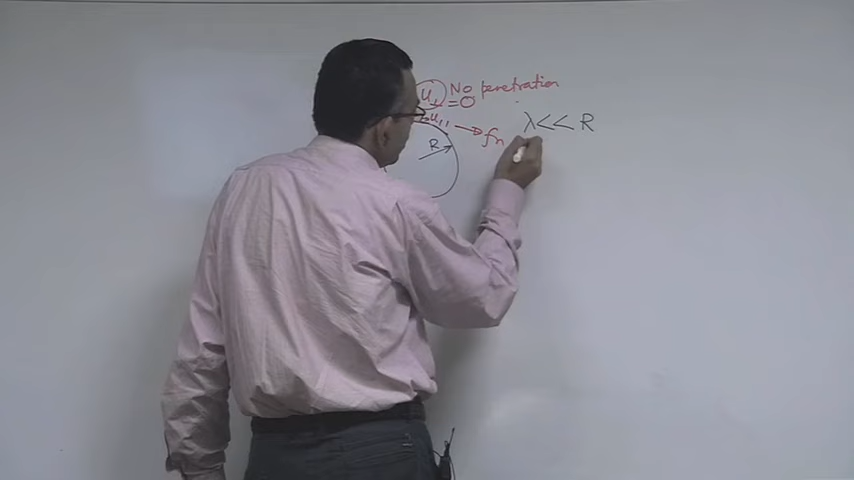 u⊥ No penetration
= 0
u,, → fn λ << R
R